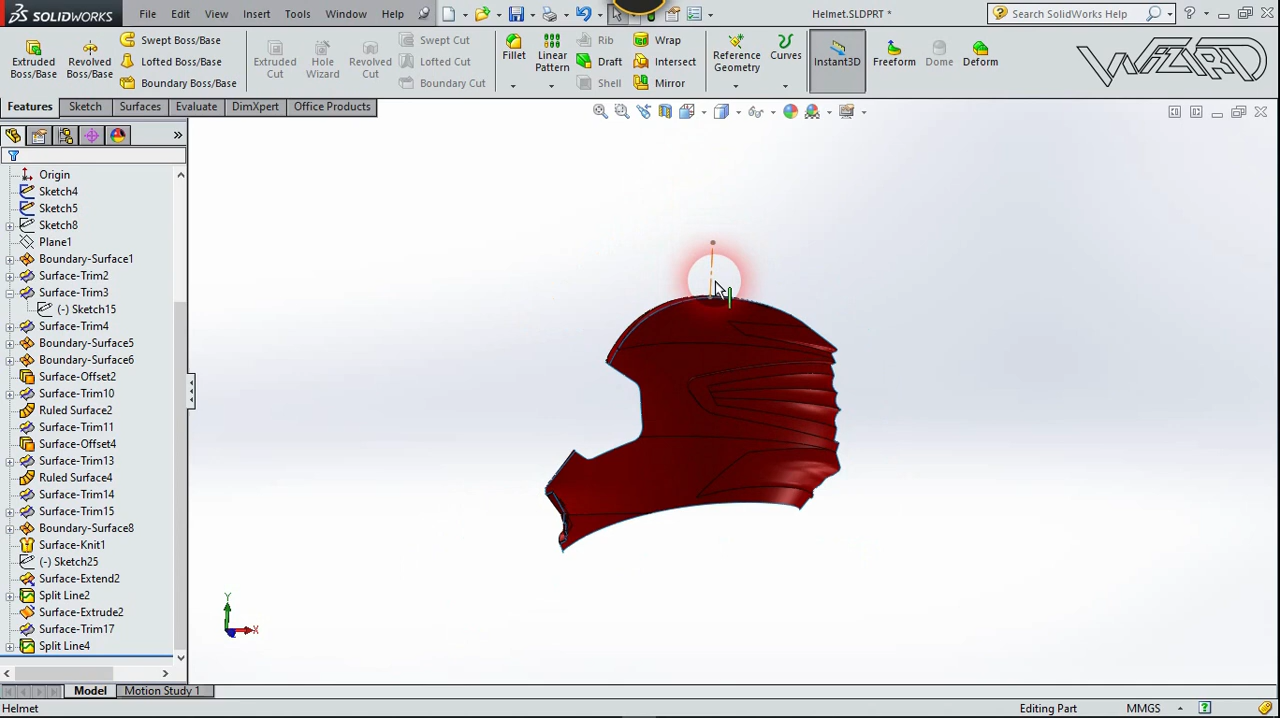 SOLIDWORKS File Edit View Insert Tools Window Help Helmet.SLDPRT * Search SolidWorks Help
Extruded Boss/Base Revolved Boss/Base Swept Boss/Base Lofted Boss/Base Boundary Boss/Base Extruded Cut Hole Wizard Revolved Cut Swept Cut Lofted Cut Boundary Cut Fillet Linear Pattern Rib Draft Shell Wrap Intersect Mirror Reference Geometry Curves Instant3D Freeform Dome Deform WIZARD
Features Sketch Surfaces Evaluate DimXpert Office Products
Origin
Sketch4
Sketch5
Sketch8
Plane1
Boundary-Surface1
Surface-Trim2
Surface-Trim3
(-) Sketch15
Surface-Trim4
Boundary-Surface5
Boundary-Surface6
Surface-Offset2
Surface-Trim10
Ruled Surface2
Surface-Trim11
Surface-Offset4
Surface-Trim13
Ruled Surface4
Surface-Trim14
Surface-Trim15
Boundary-Surface8
Surface-Knit1
(-) Sketch25
Surface-Extend2
Split Line2
Surface-Extrude2
Surface-Trim17
Split Line4
Y
X
Model Motion Study 1
Helmet Editing Part MMGS